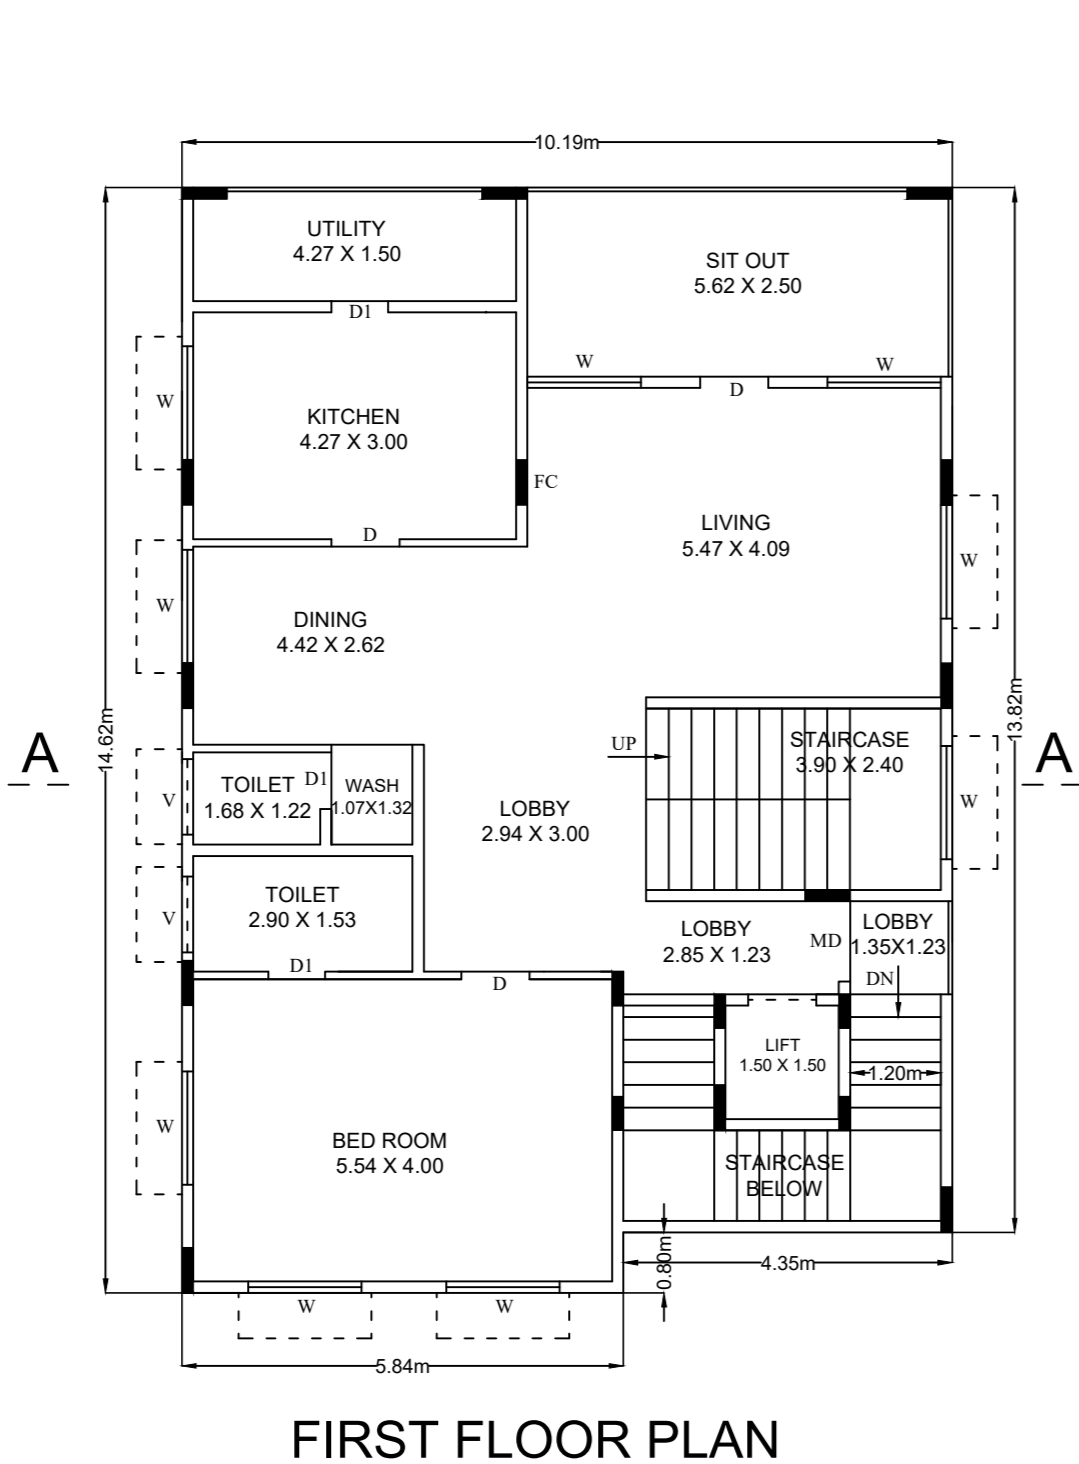 10.19m
UTILITY
4.27 X 1.50
SIT OUT
5.62 X 2.50
D1
W
W
D
W
KITCHEN
4.27 X 3.00
FC
D
LIVING
5.47 X 4.09
W
W
DINING
4.42 X 2.62
14.62m
13.82m
A
A
UP
STAIRCASE
3.90 X 2.40
V
TOILET
1.68 X 1.22
D1
WASH
1.07X1.32
LOBBY
2.94 X 3.00
W
V
TOILET
2.90 X 1.53
D1
LOBBY
2.85 X 1.23
MD
LOBBY
1.35X1.23
DN
D
LIFT
1.50 X 1.50
1.20m
W
BED ROOM
5.54 X 4.00
STAIRCASE
BELOW
0.80m
4.35m
W
W
5.84m
FIRST FLOOR PLAN